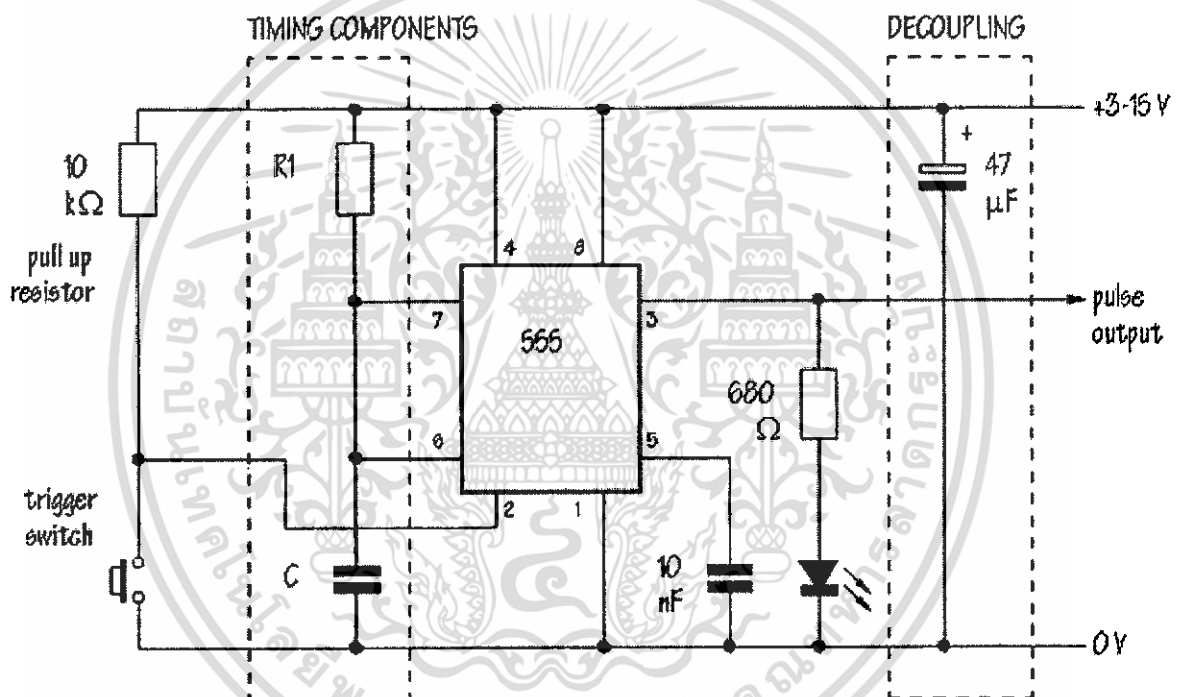 TIMING COMPONENTS
DECOUPLING
+3-15 V
10
kΩ
R1
+
47
μF
pull up
resistor
4
8
7
3
555
pulse
output
680
Ω
6
5
trigger
switch
2
1
C
10
nF
0 V